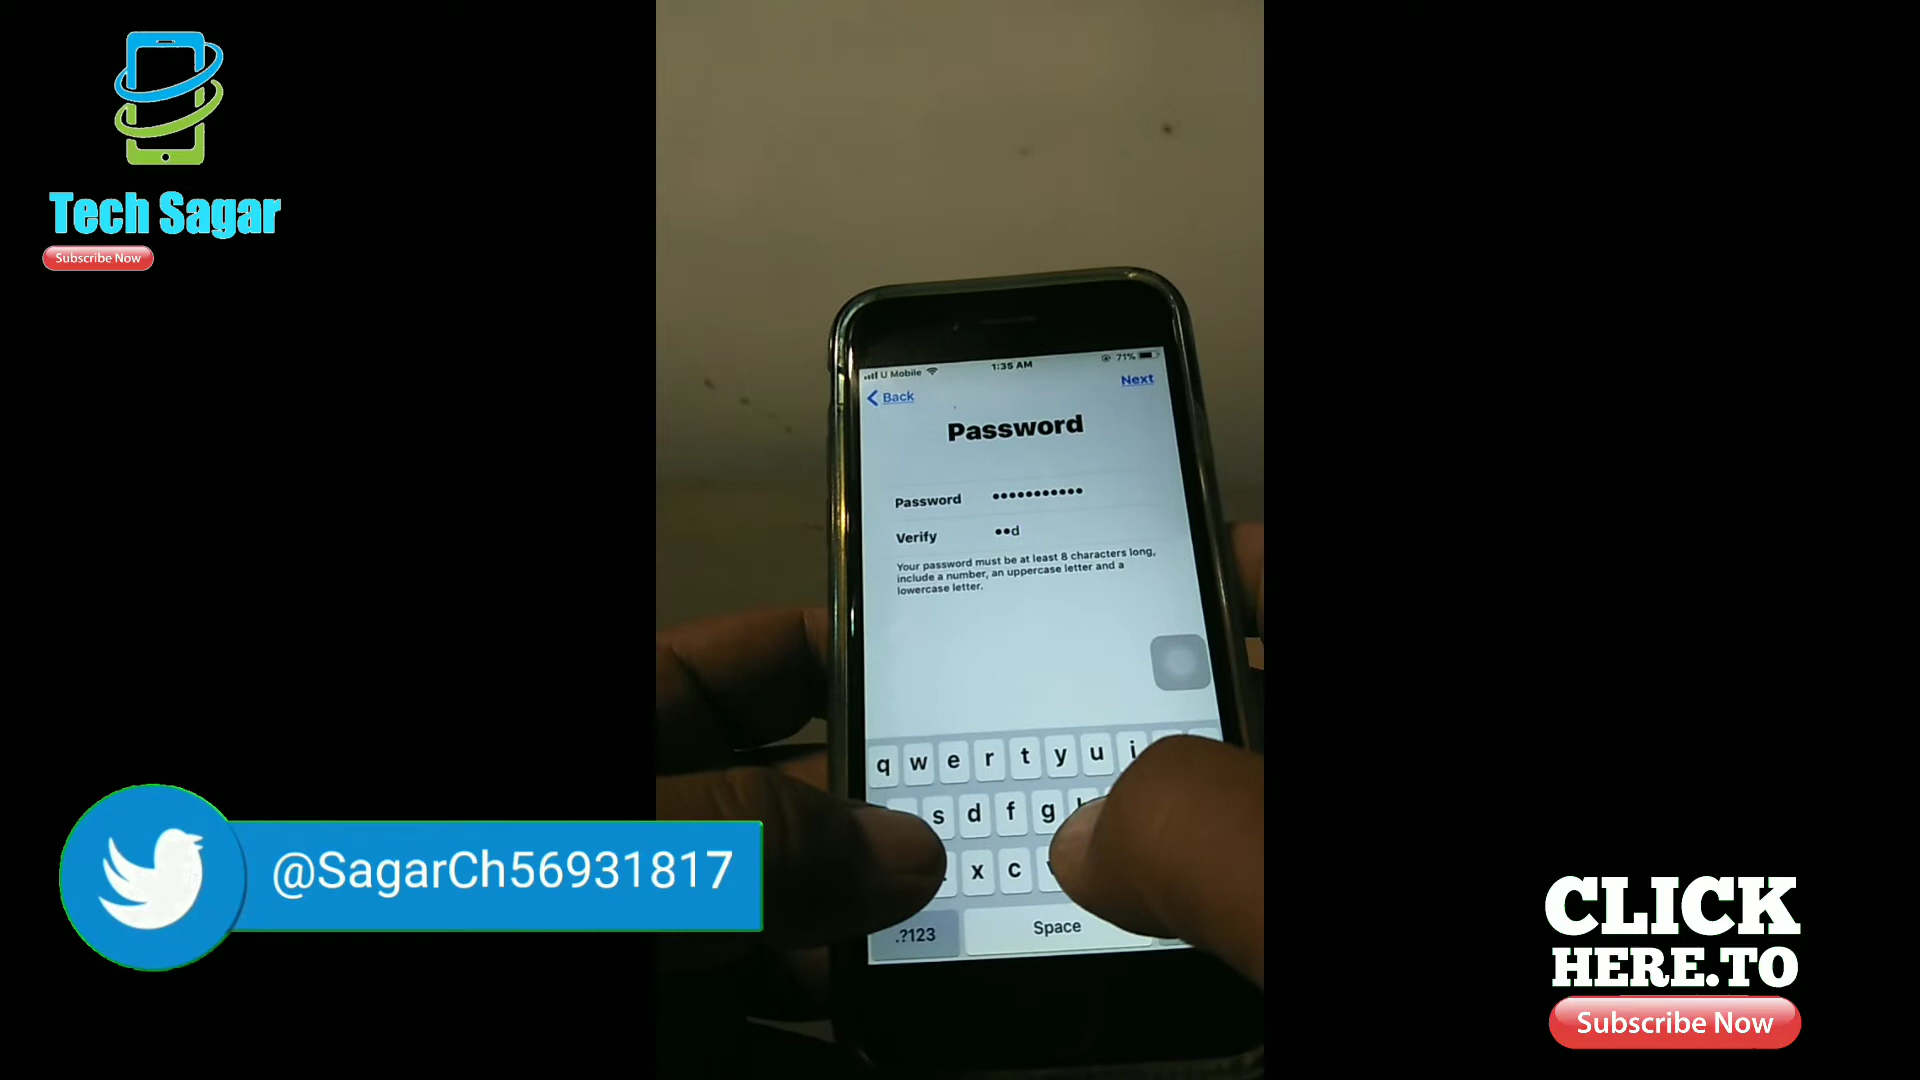 Tech Sagar
Subscribe Now
U Mobile 1:35 AM 71%
Back Next
Password
Password •••••••••••
Verify ••d
Your password must be at least 8 characters long,
include a number, an uppercase letter and a
lowercase letter.
q w e r t y u i
s d f g
x c
.?123 Space
@SagarCh56931817
CLICK
HERE.TO
Subscribe Now